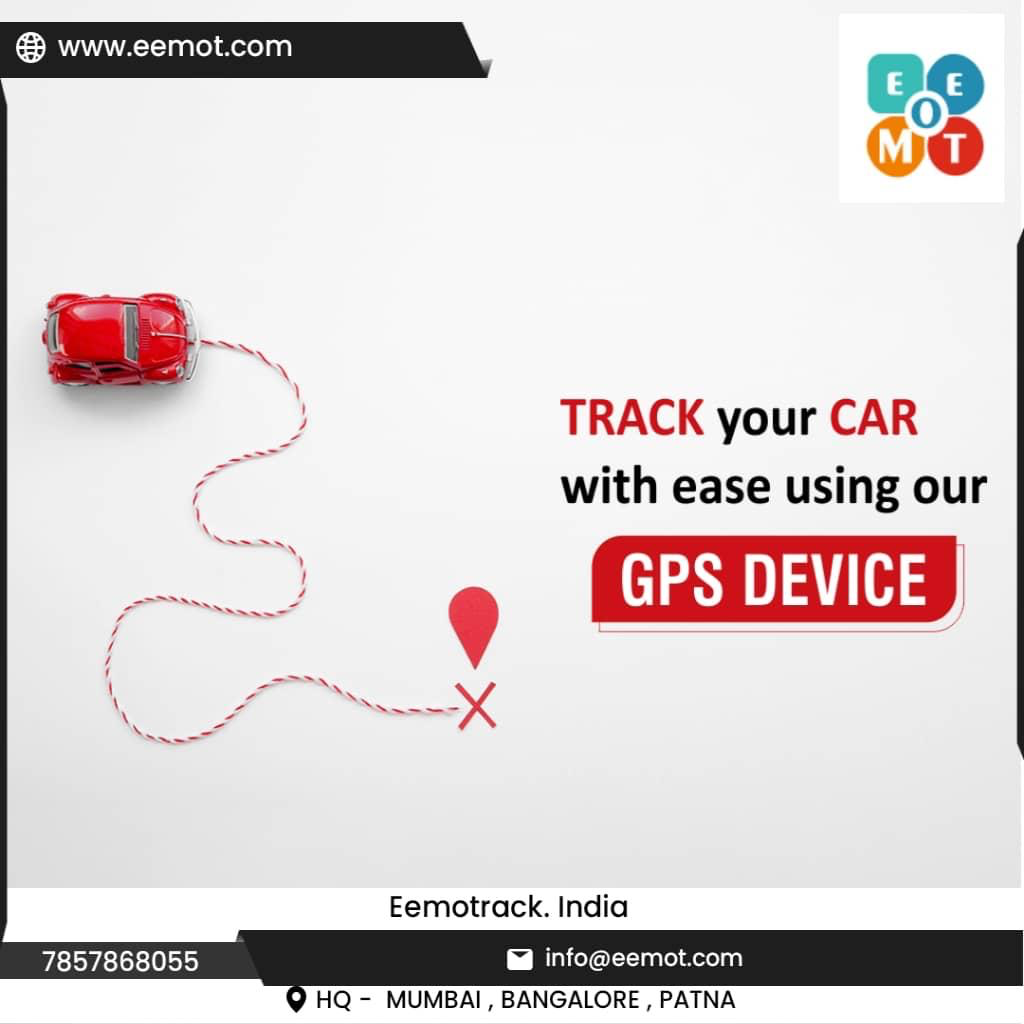 www.eemot.com
E E
O
M T
TRACK your CAR
with ease using our
GPS DEVICE
Eemotrack. India
7857868055
info@eemot.com
HQ - MUMBAI , BANGALORE , PATNA